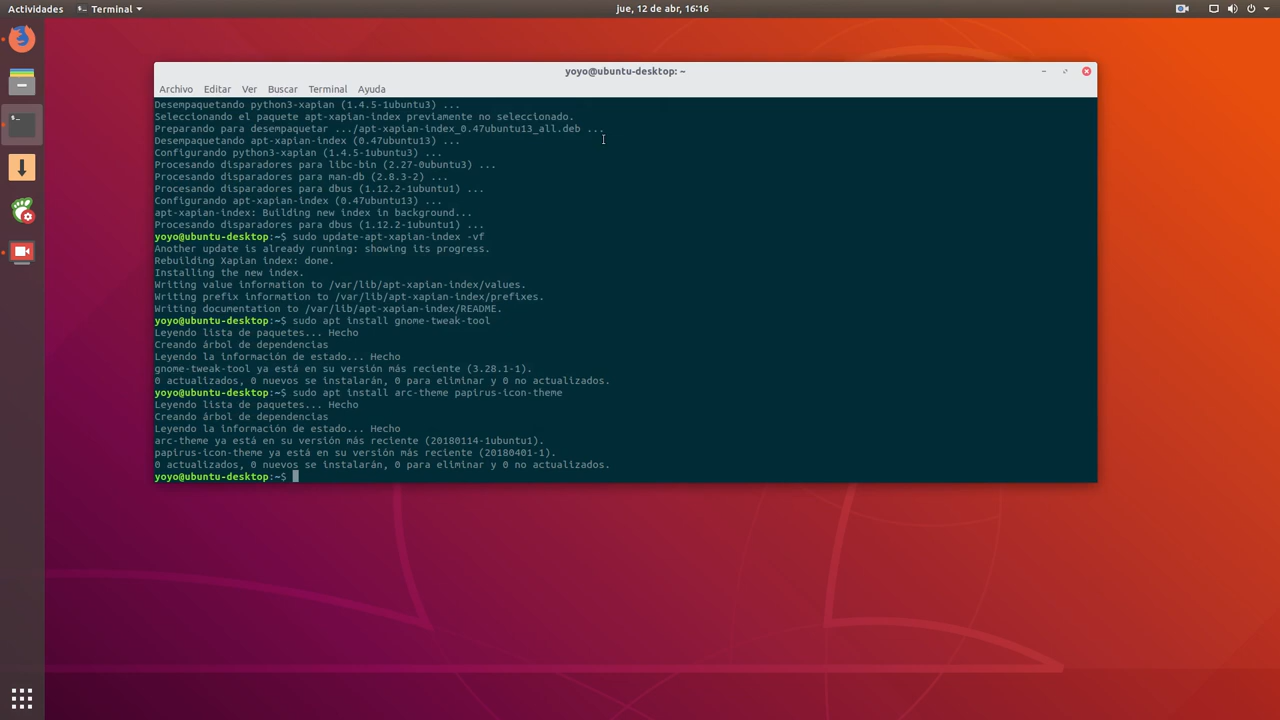 Actividades
Terminal
jue, 12 de abr, 16:16
yoyo@ubuntu-desktop: ~
Archivo Editar Ver Buscar Terminal Ayuda
Desempaquetando python3-xapian (1.4.5-1ubuntu3) ...
Seleccionando el paquete apt-xapian-index previamente no seleccionado.
Preparando para desempaquetar .../apt-xapian-index_0.47ubuntu13_all.deb ...
Desempaquetando apt-xapian-index (0.47ubuntu13) ...
Configurando python3-xapian (1.4.5-1ubuntu3) ...
Procesando disparadores para libc-bin (2.27-0ubuntu3) ...
Procesando disparadores para man-db (2.8.3-2) ...
Procesando disparadores para dbus (1.12.2-1ubuntu1) ...
Configurando apt-xapian-index (0.47ubuntu13) ...
apt-xapian-index: Building new index in background...
Procesando disparadores para dbus (1.12.2-1ubuntu1) ...
yoyo@ubuntu-desktop:~$ sudo update-apt-xapian-index -vf
Another update is already running: showing its progress.
Rebuilding Xapian index: done.
Installing the new index.
Writing value information to /var/lib/apt-xapian-index/values.
Writing prefix information to /var/lib/apt-xapian-index/prefixes.
Writing documentation to /var/lib/apt-xapian-index/README.
yoyo@ubuntu-desktop:~$ sudo apt install gnome-tweak-tool
Leyendo lista de paquetes... Hecho
Creando árbol de dependencias
Leyendo la información de estado... Hecho
gnome-tweak-tool ya está en su versión más reciente (3.28.1-1).
0 actualizados, 0 nuevos se instalarán, 0 para eliminar y 0 no actualizados.
yoyo@ubuntu-desktop:~$ sudo apt install arc-theme papirus-icon-theme
Leyendo lista de paquetes... Hecho
Creando árbol de dependencias
Leyendo la información de estado... Hecho
arc-theme ya está en su versión más reciente (20180114-1ubuntu1).
papirus-icon-theme ya está en su versión más reciente (20180401-1).
0 actualizados, 0 nuevos se instalarán, 0 para eliminar y 0 no actualizados.
yoyo@ubuntu-desktop:~$